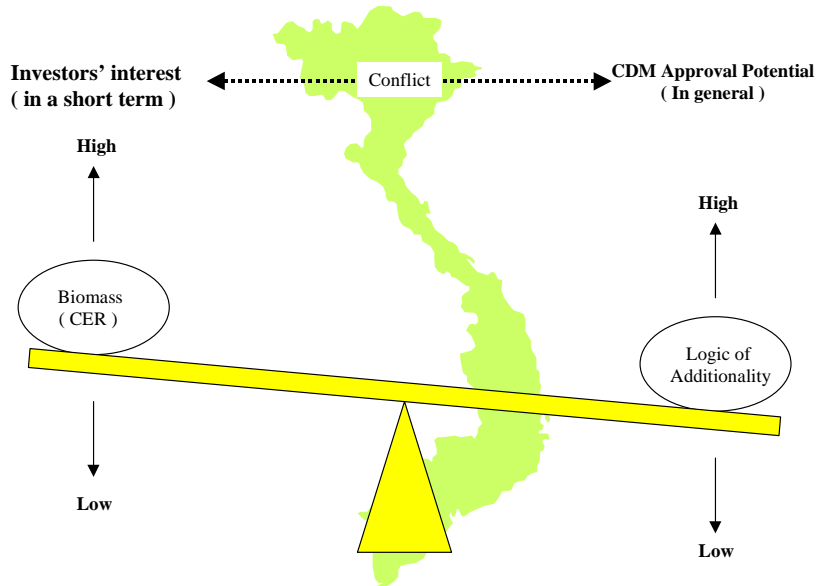 Investors' interest
( in a short term )
Conflict
CDM Approval Potential
( In general )
High
High
Biomass
( CER )
Logic of
Additionality
Low
Low